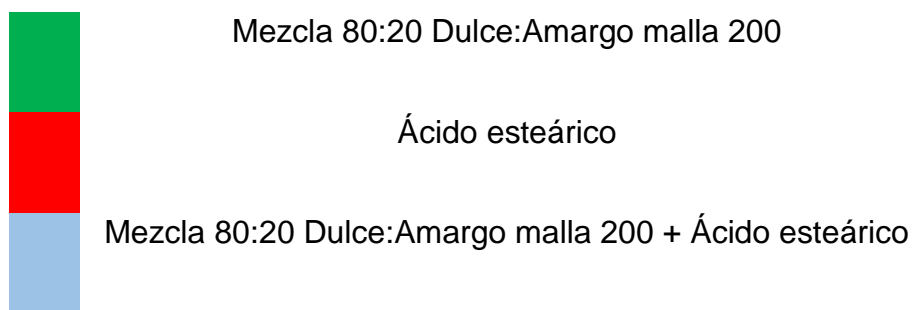 Mezcla 80:20 Dulce:Amargo malla 200
Ácido esteárico
Mezcla 80:20 Dulce:Amargo malla 200 + Ácido esteárico